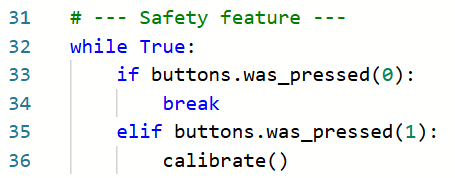 31 # --- Safety feature ---
32 while True:
33     if buttons.was_pressed(0):
34         break
35     elif buttons.was_pressed(1):
36         calibrate()